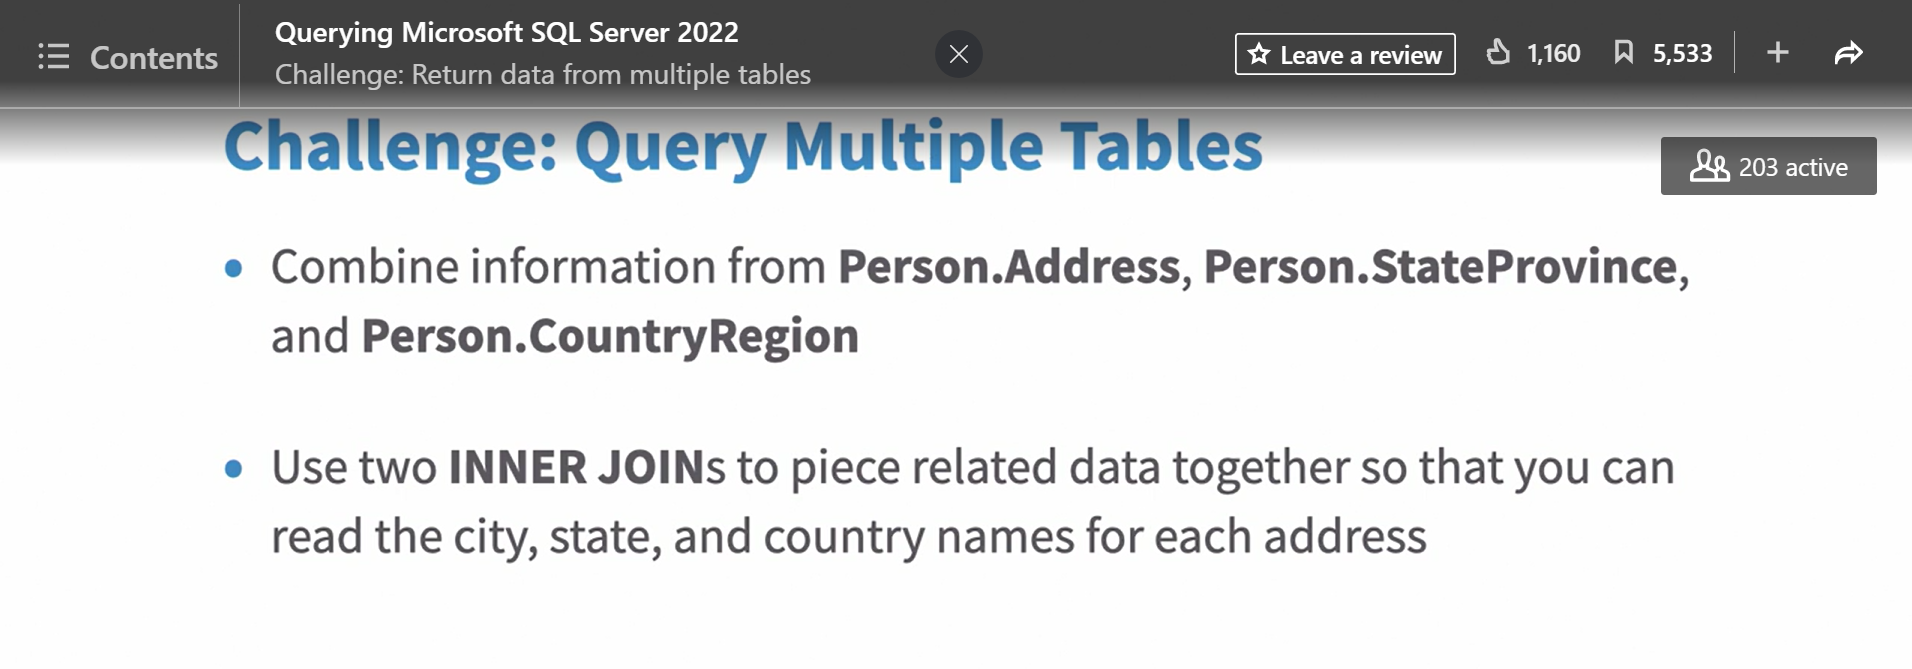 Contents
Querying Microsoft SQL Server 2022
Challenge: Return data from multiple tables
Leave a review
1,160
5,533
Challenge: Query Multiple Tables
203 active
• Combine information from Person.Address, Person.StateProvince,
and Person.CountryRegion
• Use two INNER JOINs to piece related data together so that you can
read the city, state, and country names for each address